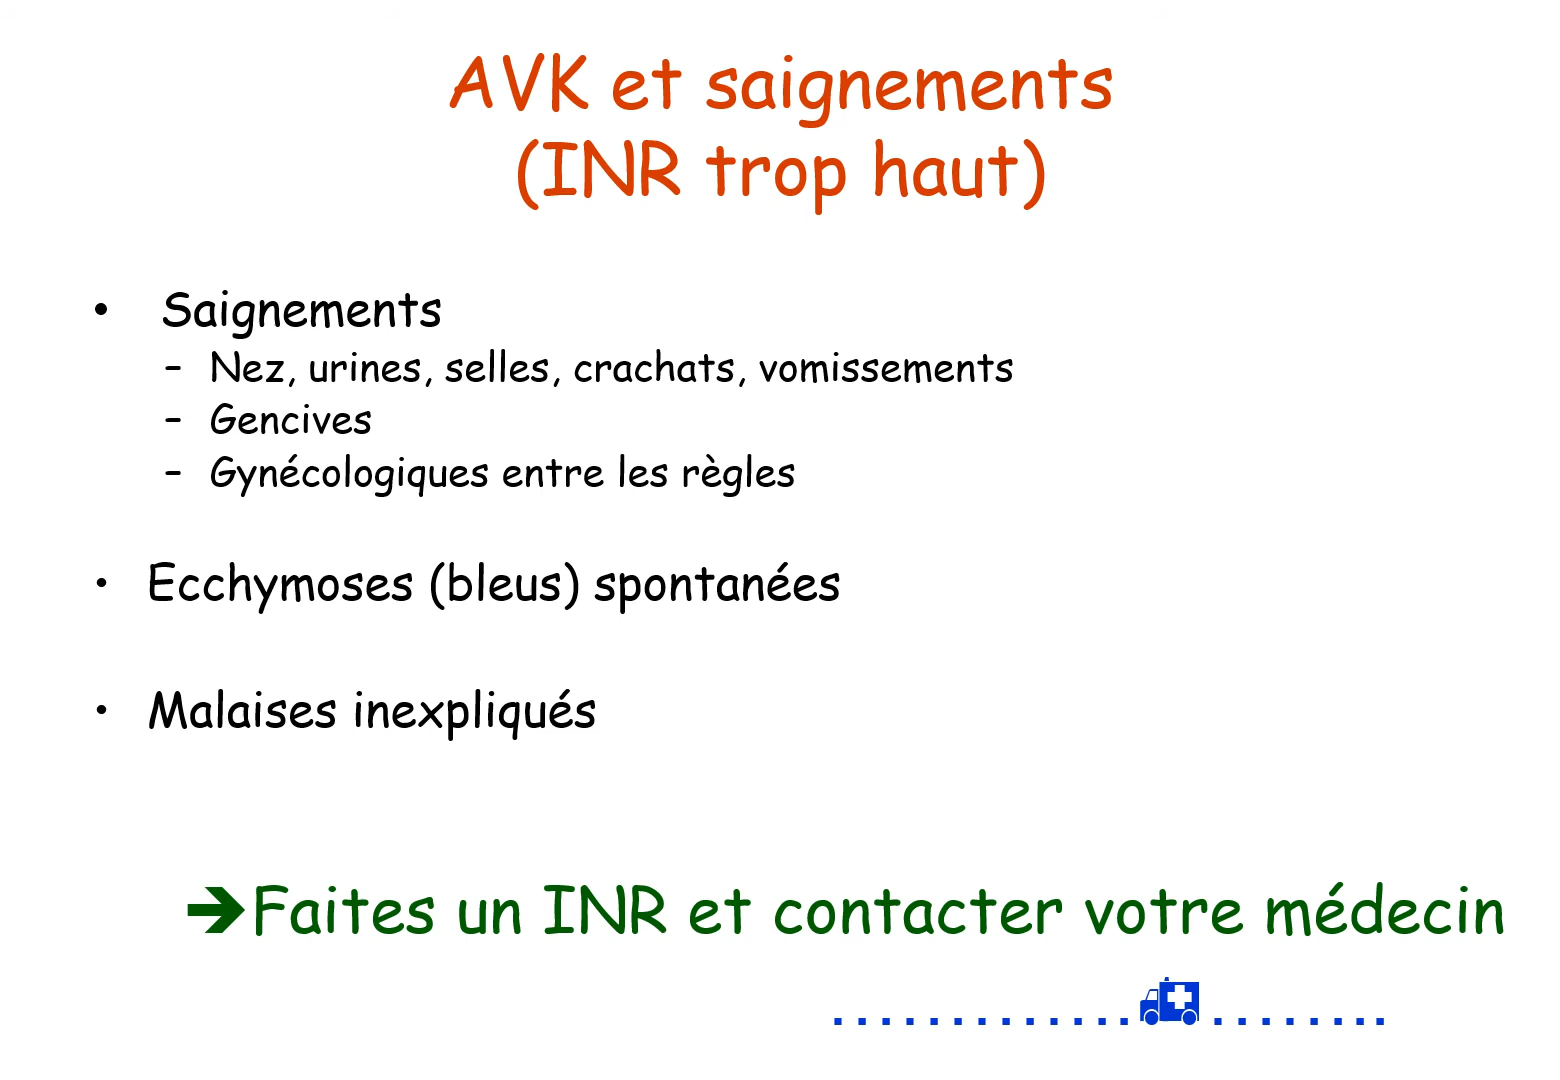 AVK et saignements
(INR trop haut)
• Saignements
– Nez, urines, selles, crachats, vomissements
– Gencives
– Gynécologiques entre les règles
• Ecchymoses (bleus) spontanées
• Malaises inexpliqués
➔Faites un INR et contacter votre médecin